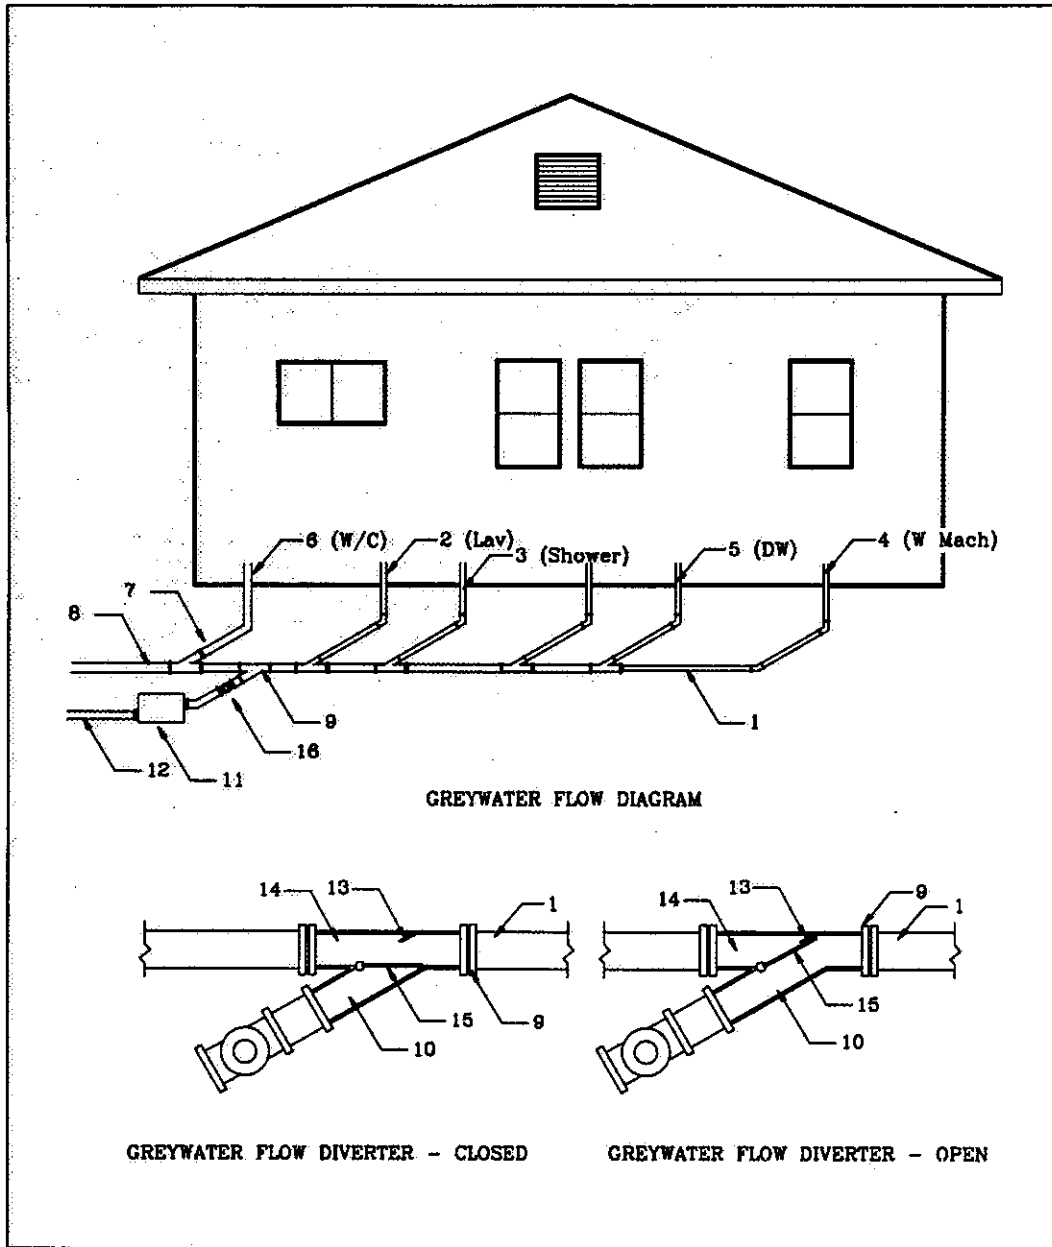 6 (W/C)
2 (Lav)
3 (Shower)
5 (DW)
4 (W Mach)
7
8
9
1
16
12
11
GREYWATER FLOW DIAGRAM
14
13
1
15
9
10
13
9
14
1
15
10
GREYWATER FLOW DIVERTER - CLOSED
GREYWATER FLOW DIVERTER - OPEN